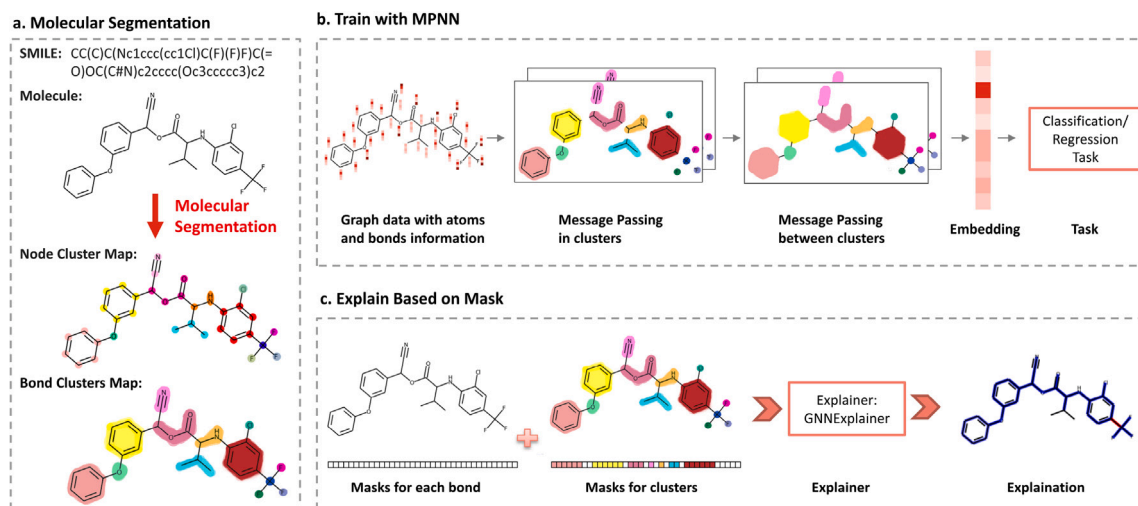 a. Molecular Segmentation
SMILE: CC(C)C(Nc1ccc(cc1Cl)C(F)(F)F)C(=
O)OC(C#N)c2cccc(Oc3ccccc3)c2
Molecule:
Molecular
Segmentation
Node Cluster Map:
Bond Clusters Map:
b. Train with MPNN
Graph data with atoms
and bonds information
Message Passing
in clusters
Message Passing
between clusters
Embedding
Classification/
Regression
Task
Task
c. Explain Based on Mask
Masks for each bond
Masks for clusters
Explainer:
GNNExplainer
Explainer
Explaination